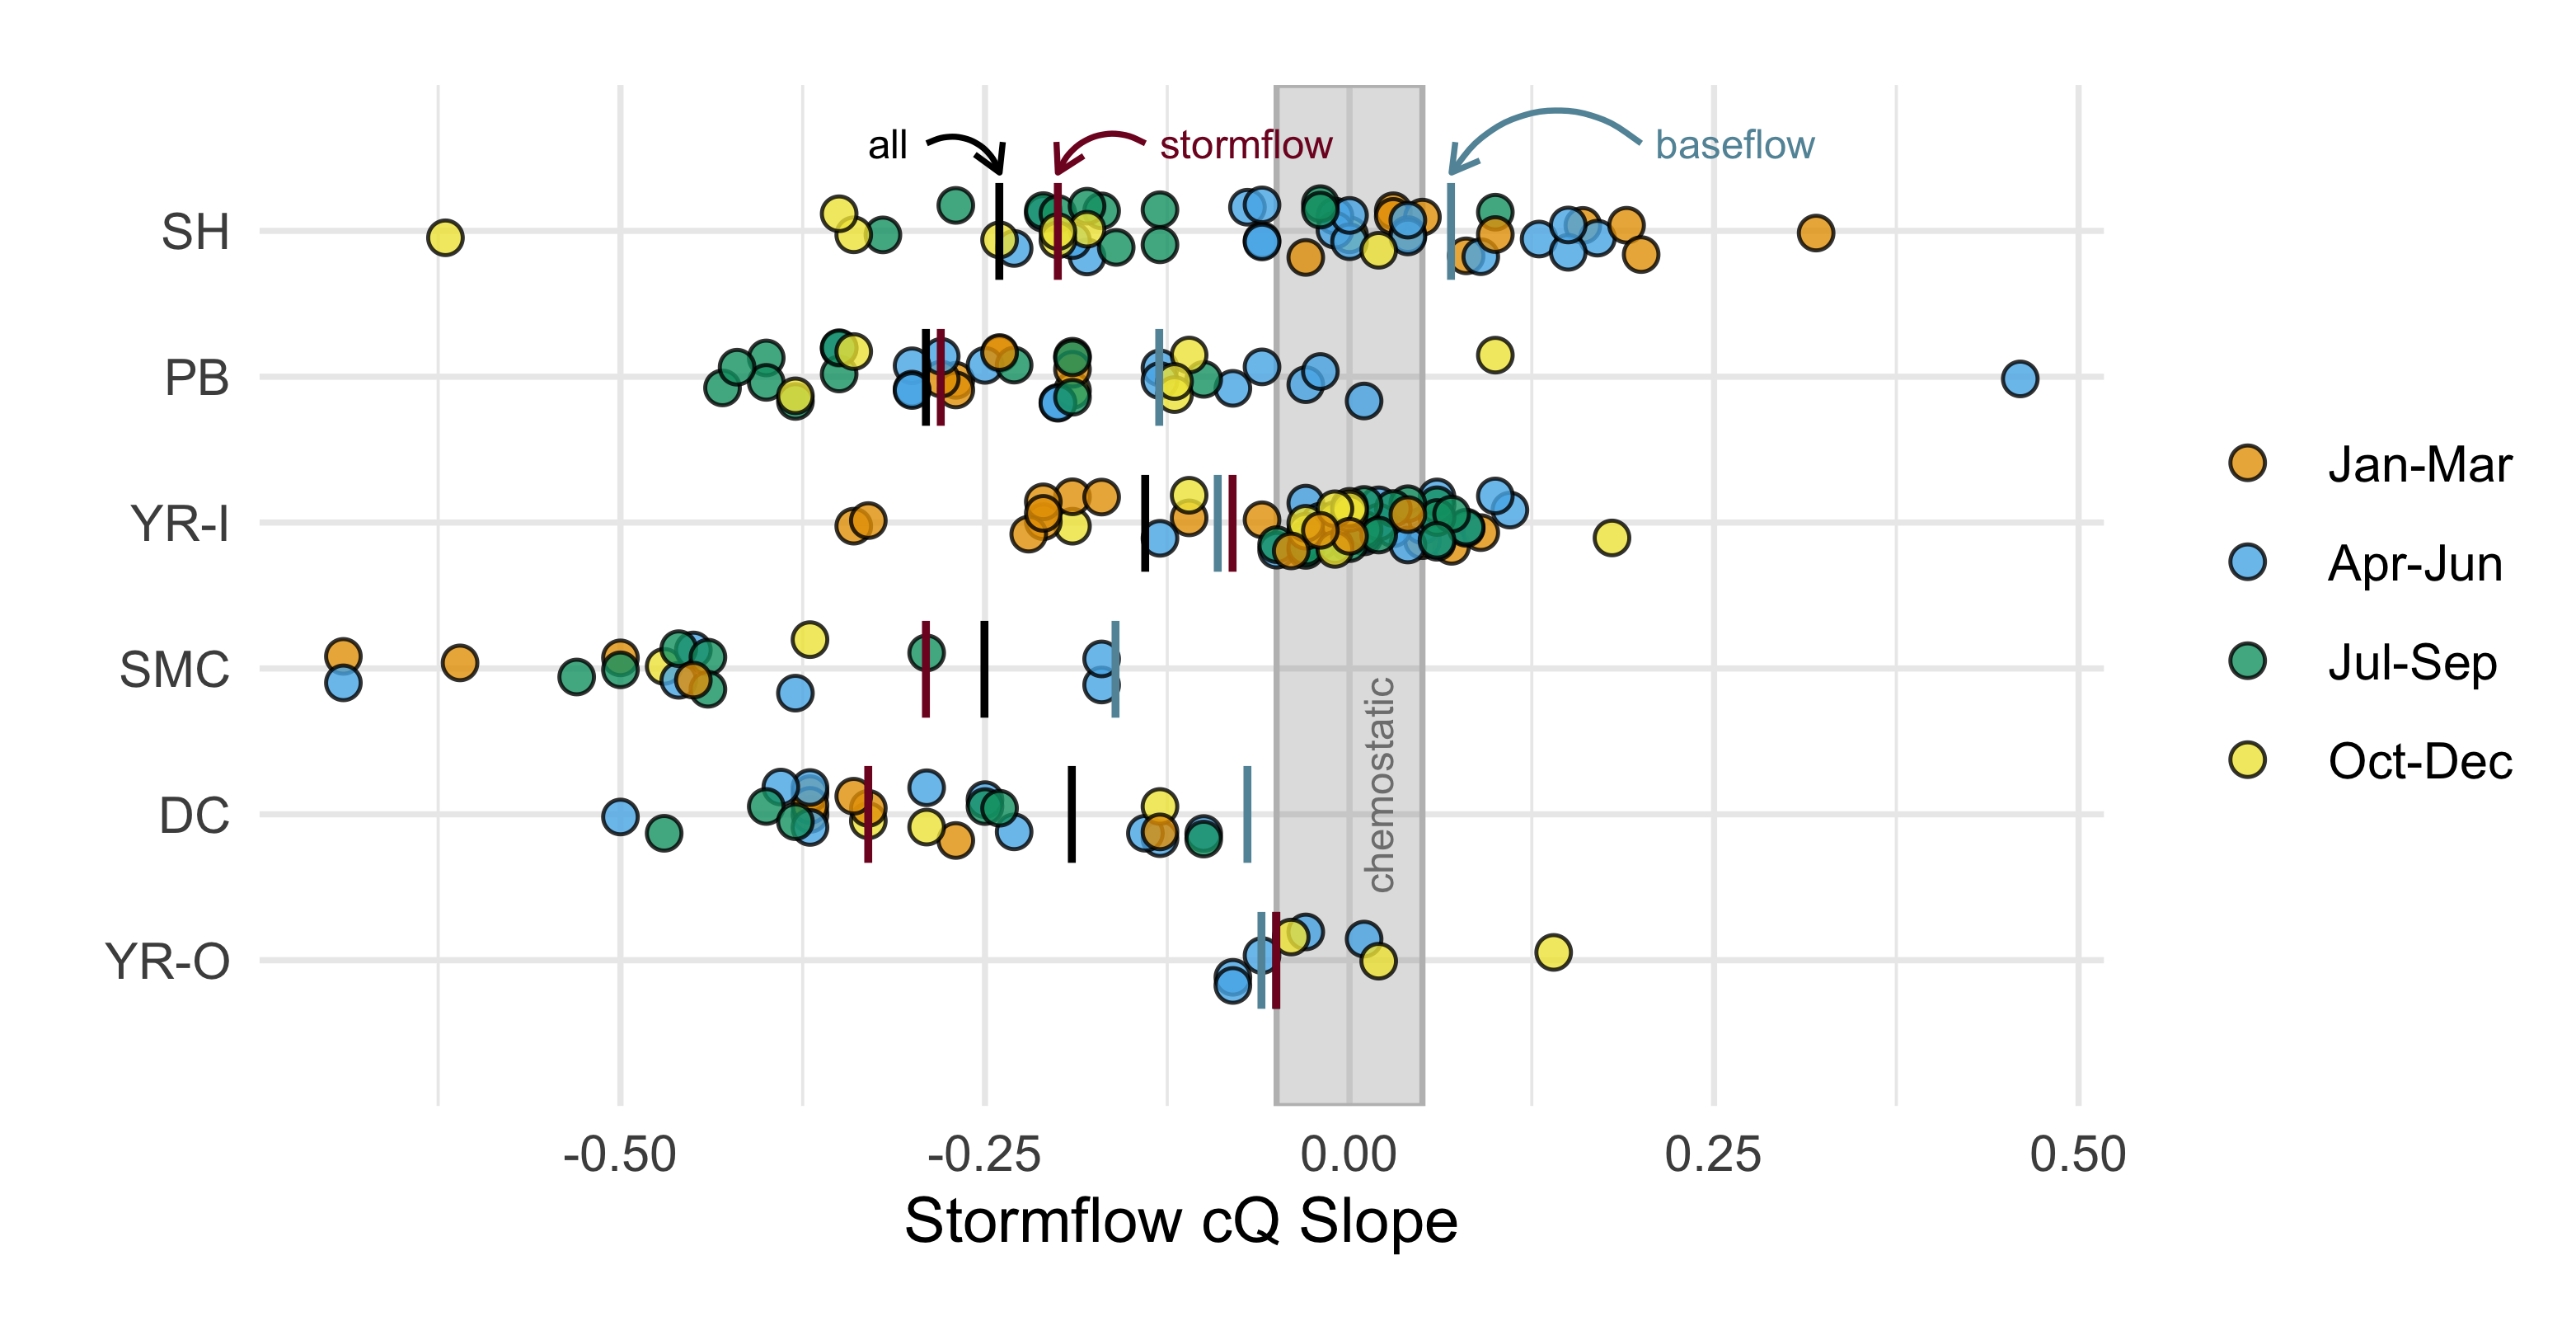 all
stormflow
baseflow
SH
PB
YR-I
SMC
DC
YR-O
chemostatic
-0.50
-0.25
0.00
0.25
0.50
Stormflow cQ Slope
Jan-Mar
Apr-Jun
Jul-Sep
Oct-Dec